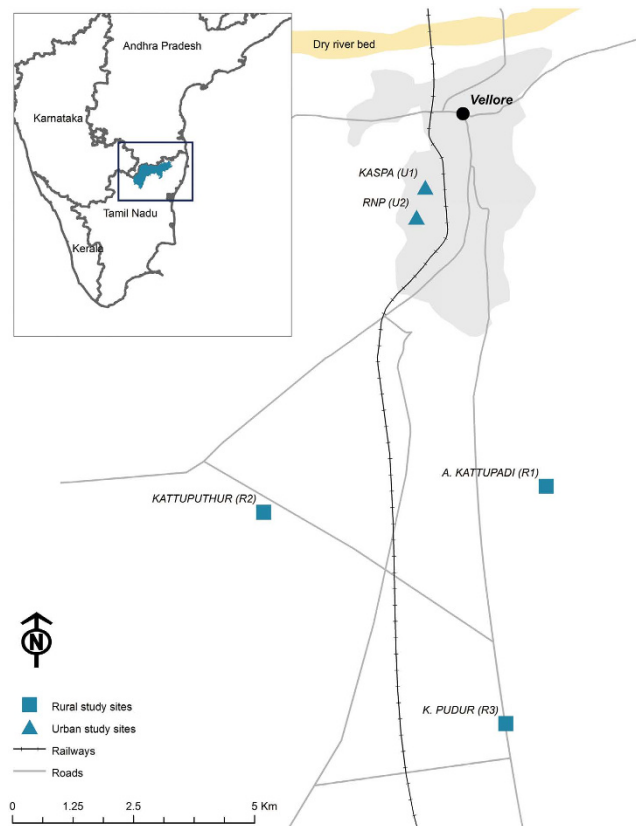 Andhra Pradesh
Karnataka
Tamil Nadu
Kerala
Dry river bed
Vellore
KASPA (U1)
RNP (U2)
A. KATTUPADI (R1)
KATTUPUTHUR (R2)
K. PUDUR (R3)
N
Rural study sites
Urban study sites
Railways
Roads
0 1.25 2.5 5 Km